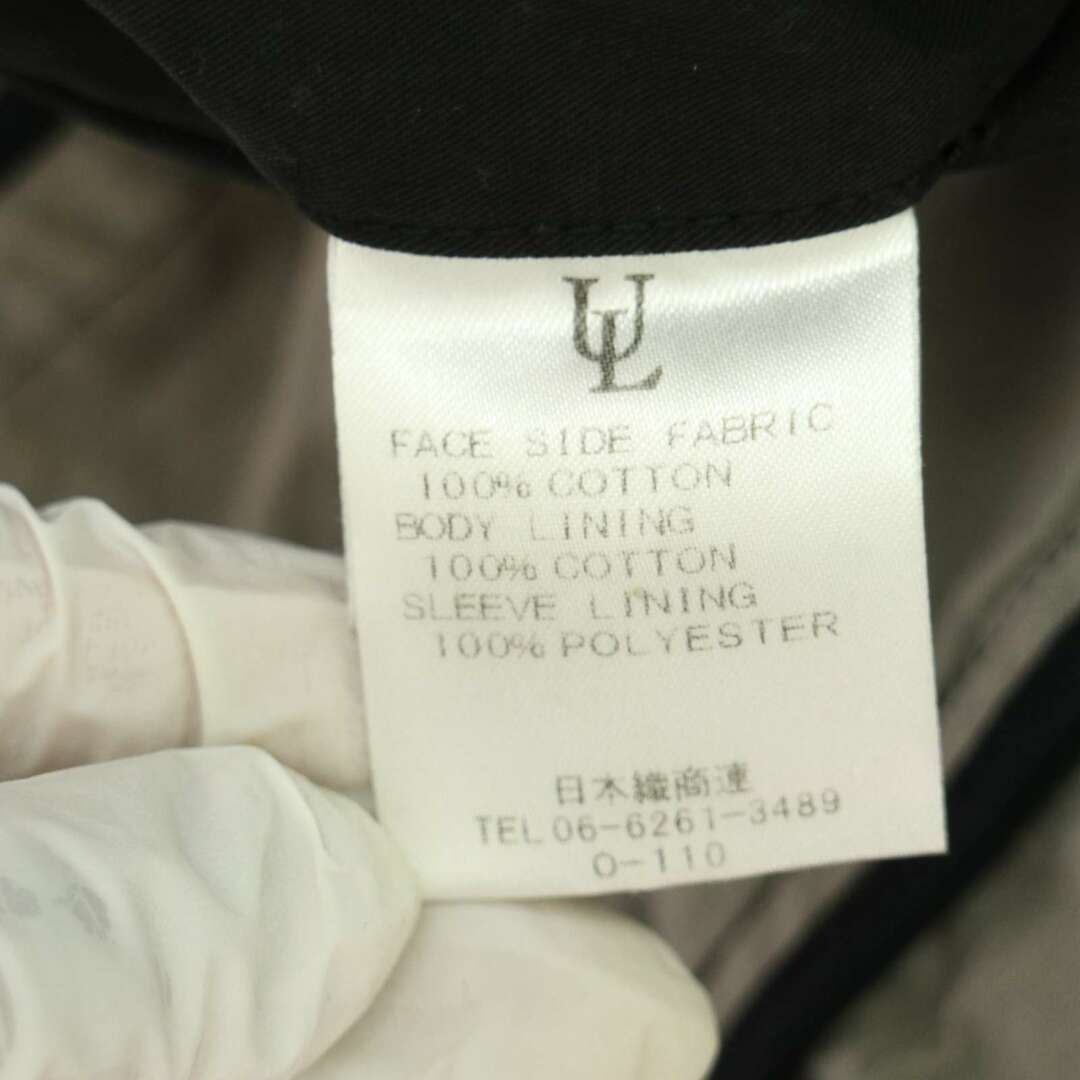 UL
FACE SIDE FABRIC
100% COTTON
BODY LINING
100% COTTON
SLEEVE LINING
100% POLYESTER
日本織商連
TEL 06-6261-3489
O-110